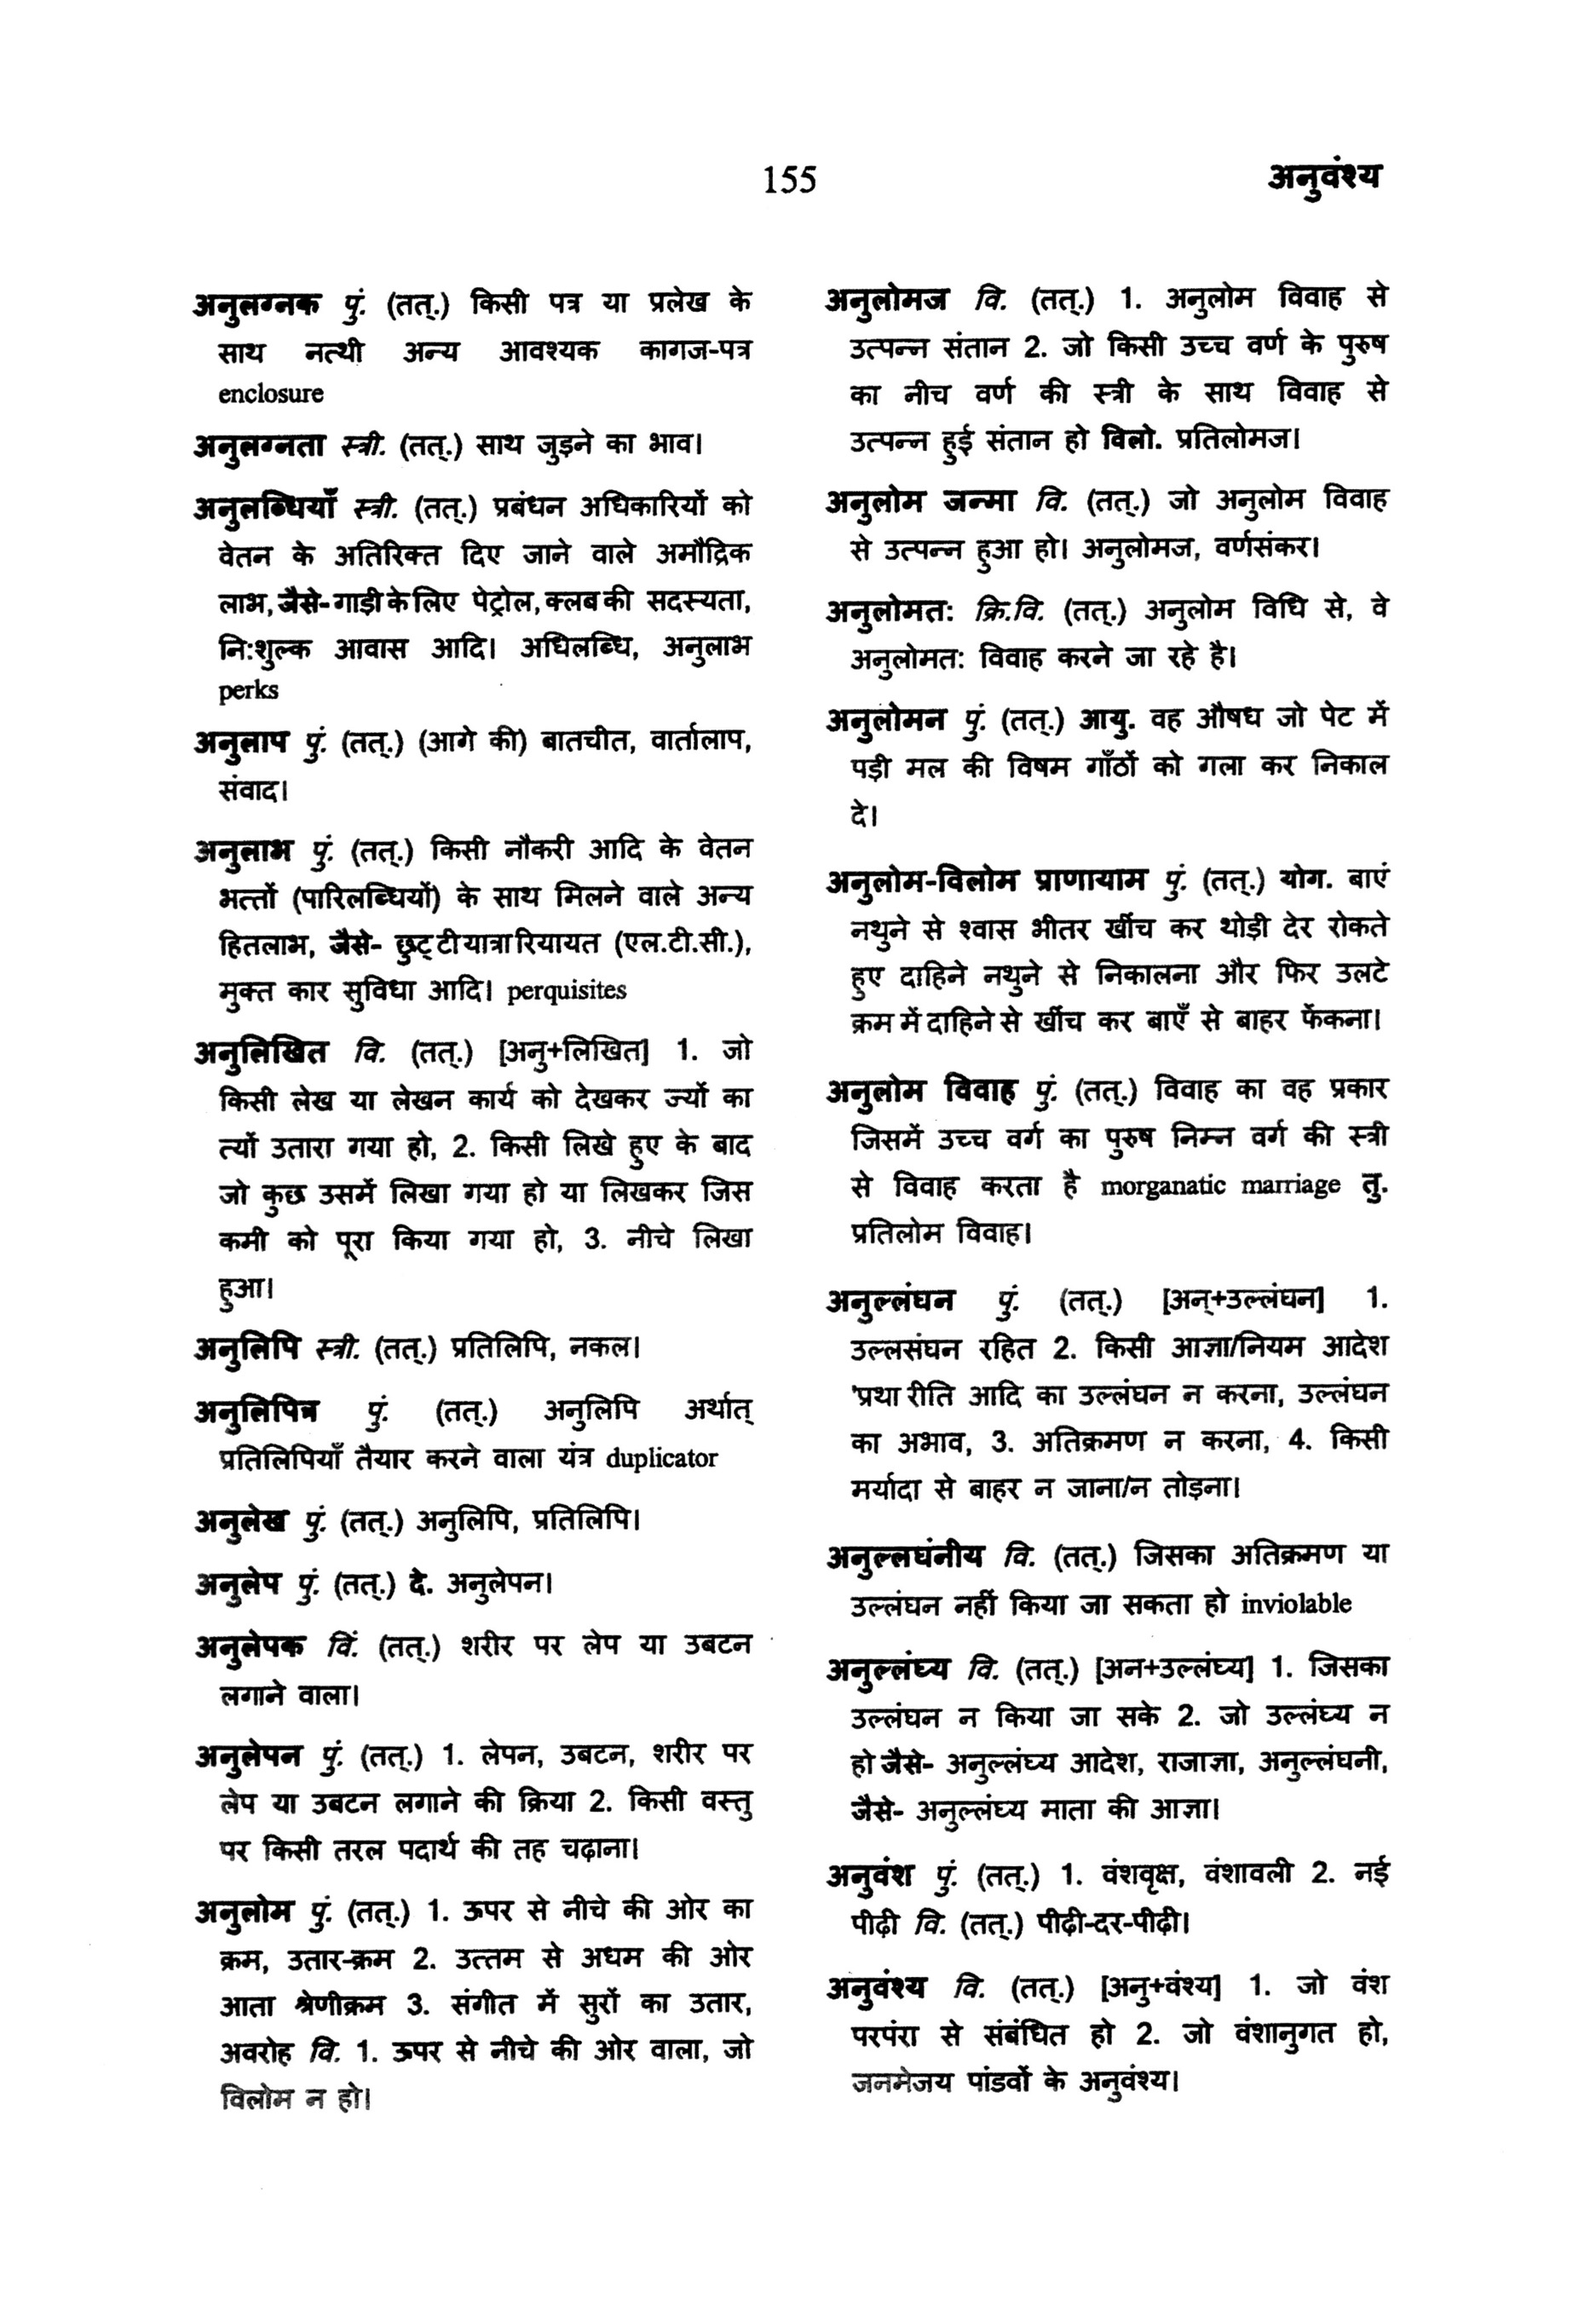 155
अनुवंश्य
अनुलग्नक पुं. (तत्.) किसी पत्र या प्रलेख के
साथ नत्थी अन्य आवश्यक कागज-पत्र
enclosure
अनुलग्नता स्त्री. (तत्.) साथ जुड़ने का भाव।
अनुलब्धियाँ स्त्री. (तत्.) प्रबंधन अधिकारियों को
वेतन के अतिरिक्त दिए जाने वाले अमौद्रिक
लाभ, जैसे- गाड़ी के लिए पेट्रोल, क्लब की सदस्यता,
नि:शुल्क आवास आदि। अधिलब्धि, अनुलाभ
perks
अनुलाप पुं. (तत्.) (आगे की) बातचीत, वार्तालाप,
संवाद।
अनुलाभ पुं. (तत्.) किसी नौकरी आदि के वेतन
भत्तों (पारिलब्धियों) के साथ मिलने वाले अन्य
हितलाभ, जैसे- छुट्टी यात्रा रियायत (एल.टी.सी.),
मुक्त कार सुविधा आदि। perquisites
अनुलिखित वि. (तत्.) [अनु+लिखित] 1. जो
किसी लेख या लेखन कार्य को देखकर ज्यों का
त्यों उतारा गया हो, 2. किसी लिखे हुए के बाद
जो कुछ उसमें लिखा गया हो या लिखकर जिस
कमी को पूरा किया गया हो, 3. नीचे लिखा
हुआ।
अनुलिपि स्त्री. (तत्.) प्रतिलिपि, नकल।
अनुलिपित्र पुं. (तत्.) अनुलिपि अर्थात्
प्रतिलिपियाँ तैयार करने वाला यंत्र duplicator
अनुलेख पुं. (तत्.) अनुलिपि, प्रतिलिपि।
अनुलेप पुं. (तत्.) दे. अनुलेपन।
अनुलेपक वि. (तत्.) शरीर पर लेप या उबटन
लगाने वाला।
अनुलेपन पुं. (तत्.) 1. लेपन, उबटन, शरीर पर
लेप या उबटन लगाने की क्रिया 2. किसी वस्तु
पर किसी तरल पदार्थ की तह चढ़ाना।
अनुलोम पुं. (तत्.) 1. ऊपर से नीचे की ओर का
क्रम, उतार-क्रम 2. उत्तम से अधम की ओर
आता श्रेणीक्रम 3. संगीत में सुरों का उतार,
अवरोह वि. 1. ऊपर से नीचे की ओर वाला, जो
विलोम न हो।
अनुलोमज वि. (तत्.) 1. अनुलोम विवाह से
उत्पन्न संतान 2. जो किसी उच्च वर्ण के पुरुष
का नीच वर्ण की स्त्री के साथ विवाह से
उत्पन्न हुई संतान हो विलो. प्रतिलोमज।
अनुलोम जन्मा वि. (तत्.) जो अनुलोम विवाह
से उत्पन्न हुआ हो। अनुलोमज, वर्णसंकर।
अनुलोमत: क्रि.वि. (तत्.) अनुलोम विधि से, वे
अनुलोमत: विवाह करने जा रहे है।
अनुलोमन पुं. (तत्.) आयु. वह औषध जो पेट में
पड़ी मल की विषम गाँठों को गला कर निकाल
दे।
अनुलोम-विलोम प्राणायाम पुं. (तत्.) योग. बाएं
नथुने से श्वास भीतर खींच कर थोड़ी देर रोकते
हुए दाहिने नथुने से निकालना और फिर उलटे
क्रम में दाहिने से खींच कर बाएँ से बाहर फेंकना।
अनुलोम विवाह पुं. (तत्.) विवाह का वह प्रकार
जिसमें उच्च वर्ग का पुरुष निम्न वर्ग की स्त्री
से विवाह करता है morganatic marriage तु.
प्रतिलोम विवाह।
अनुल्लंघन पुं. (तत्.) [अन्+उल्लंघन] 1.
उल्लसंघन रहित 2. किसी आज्ञा/नियम आदेश
'प्रथा रीति आदि का उल्लंघन न करना, उल्लंघन
का अभाव, 3. अतिक्रमण न करना, 4. किसी
मर्यादा से बाहर न जाना/न तोड़ना।
अनुल्लघंनीय वि. (तत्.) जिसका अतिक्रमण या
उल्लंघन नहीं किया जा सकता हो inviolable
अनुल्लंघ्य वि. (तत्.) [अन+उल्लंघ्य] 1. जिसका
उल्लंघन न किया जा सके 2. जो उल्लंघ्य न
हो जैसे- अनुल्लंघ्य आदेश, राजाज्ञा, अनुल्लंघनी,
जैसे- अनुल्लंघ्य माता की आज्ञा।
अनुवंश पुं. (तत्.) 1. वंशवृक्ष, वंशावली 2. नई
पीढ़ी वि. (तत्.) पीढ़ी-दर-पीढ़ी।
अनुवंश्य वि. (तत्.) [अनु+वंश्य] 1. जो वंश
परपंरा से संबंधित हो 2. जो वंशानुगत हो,
जनमेजय पांडवों के अनुवंश्य।